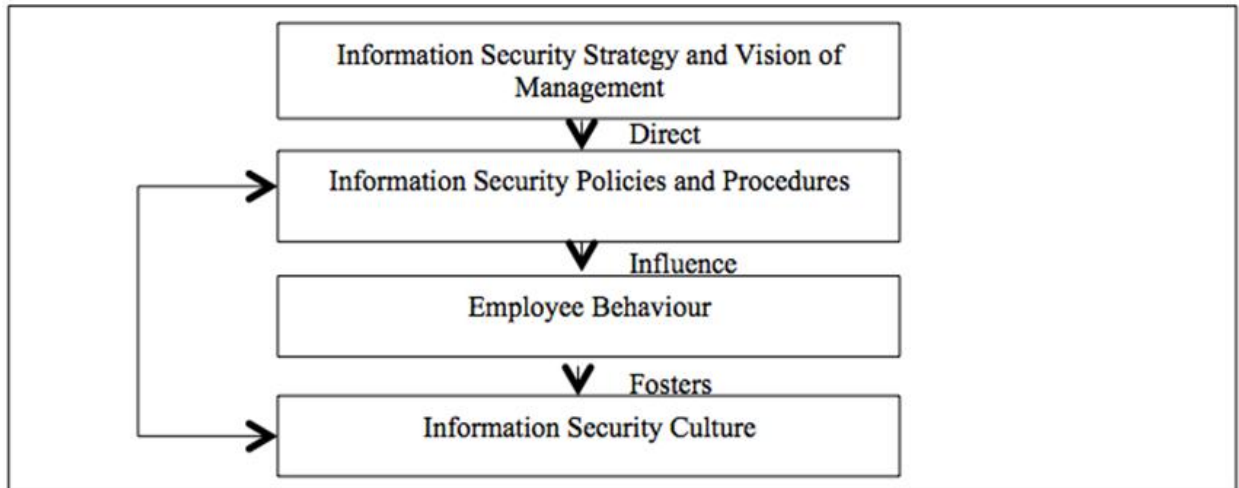 Information Security Strategy and Vision of
Management
Direct
Information Security Policies and Procedures
Influence
Employee Behaviour
Fosters
Information Security Culture